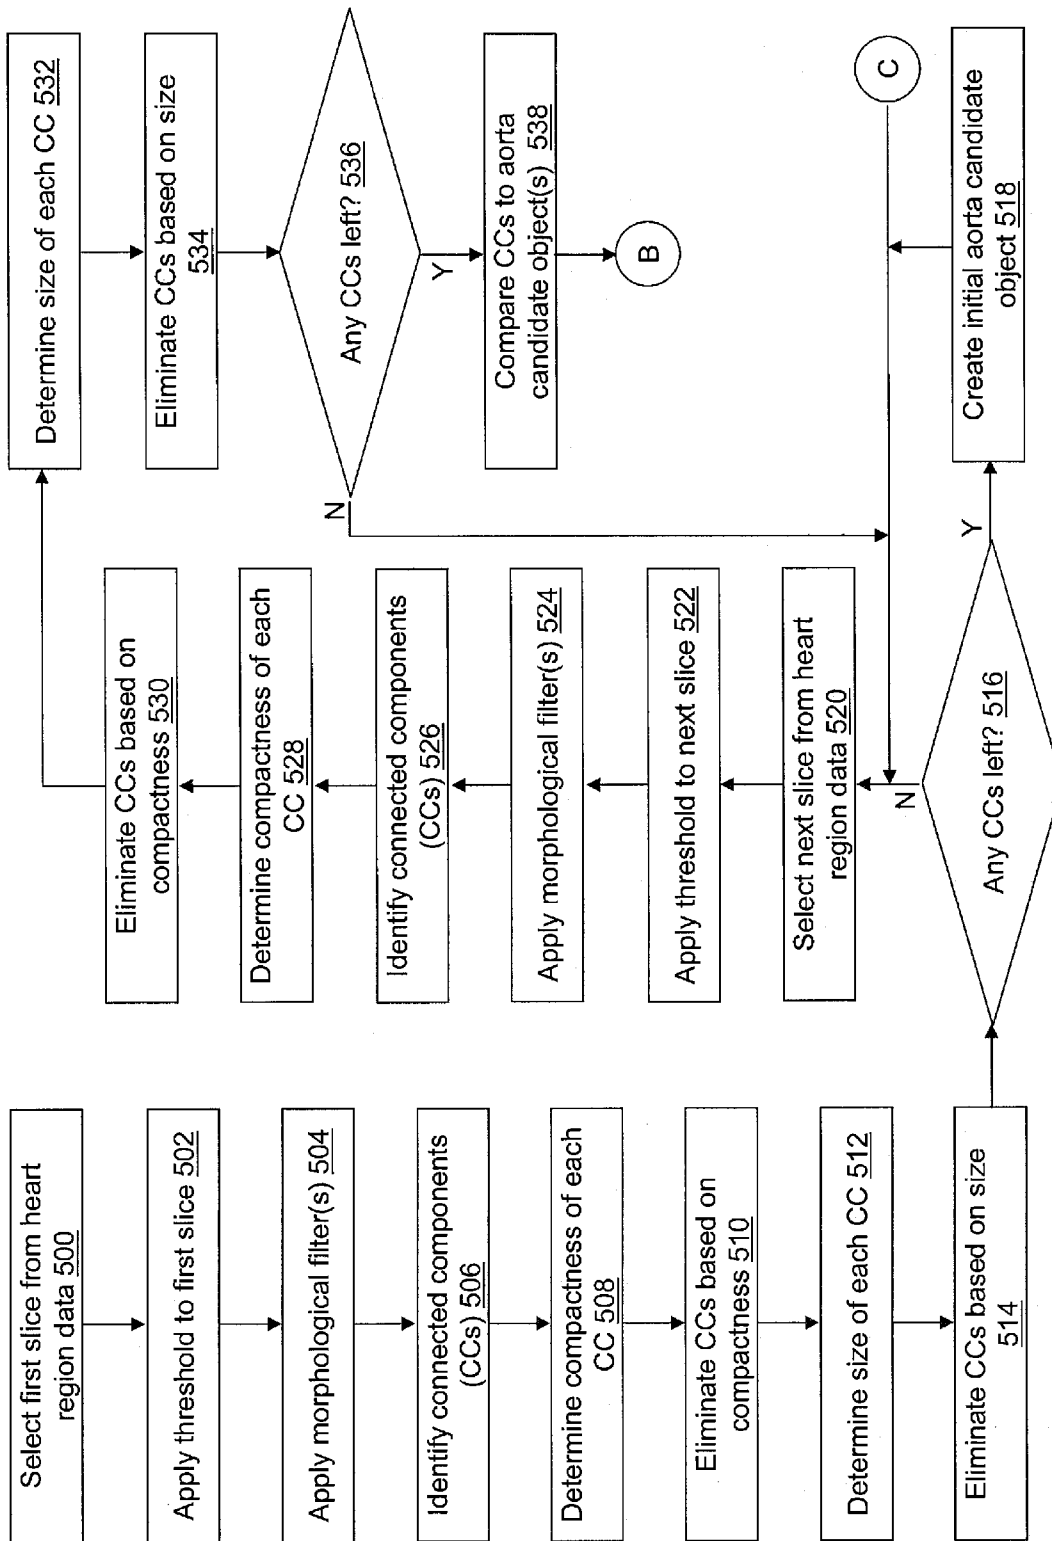 Select first slice from heart
region data 500
Apply threshold to first slice 502
Apply morphological filter(s) 504
Identify connected components
(CCs) 506
Determine compactness of each
CC 508
Eliminate CCs based on
compactness 510
Determine size of each CC 512
Eliminate CCs based on size
514
Any CCs left? 516
N
Y
Create initial aorta candidate
object 518
C
Select next slice from heart
region data 520
Apply threshold to next slice 522
Apply morphological filter(s) 524
Identify connected components
(CCs) 526
Determine compactness of each
CC 528
Eliminate CCs based on
compactness 530
Determine size of each CC 532
Eliminate CCs based on size
534
Any CCs left? 536
N
Y
Compare CCs to aorta
candidate object(s) 538
B